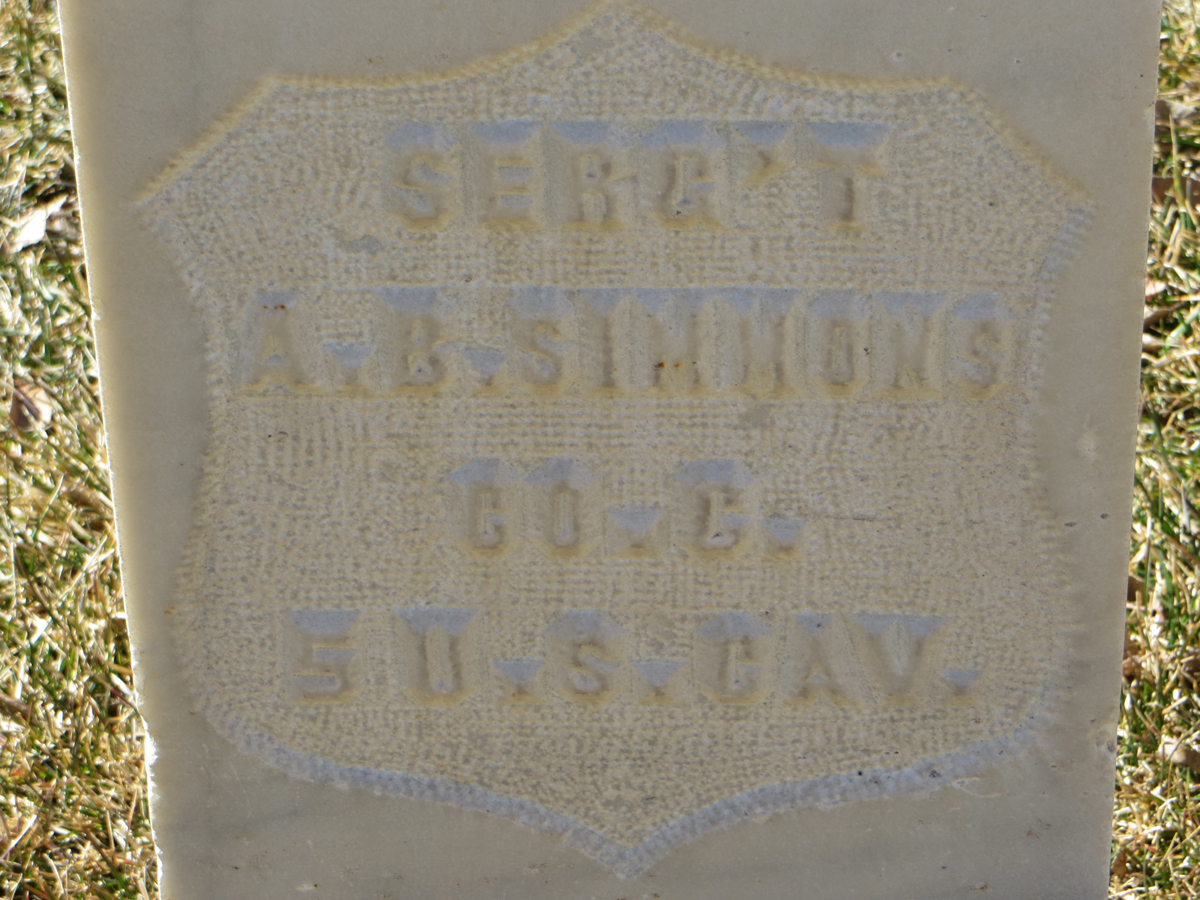 SERG'T
A.B.SIMMONS
CO.C.
5 U.S.CAV.